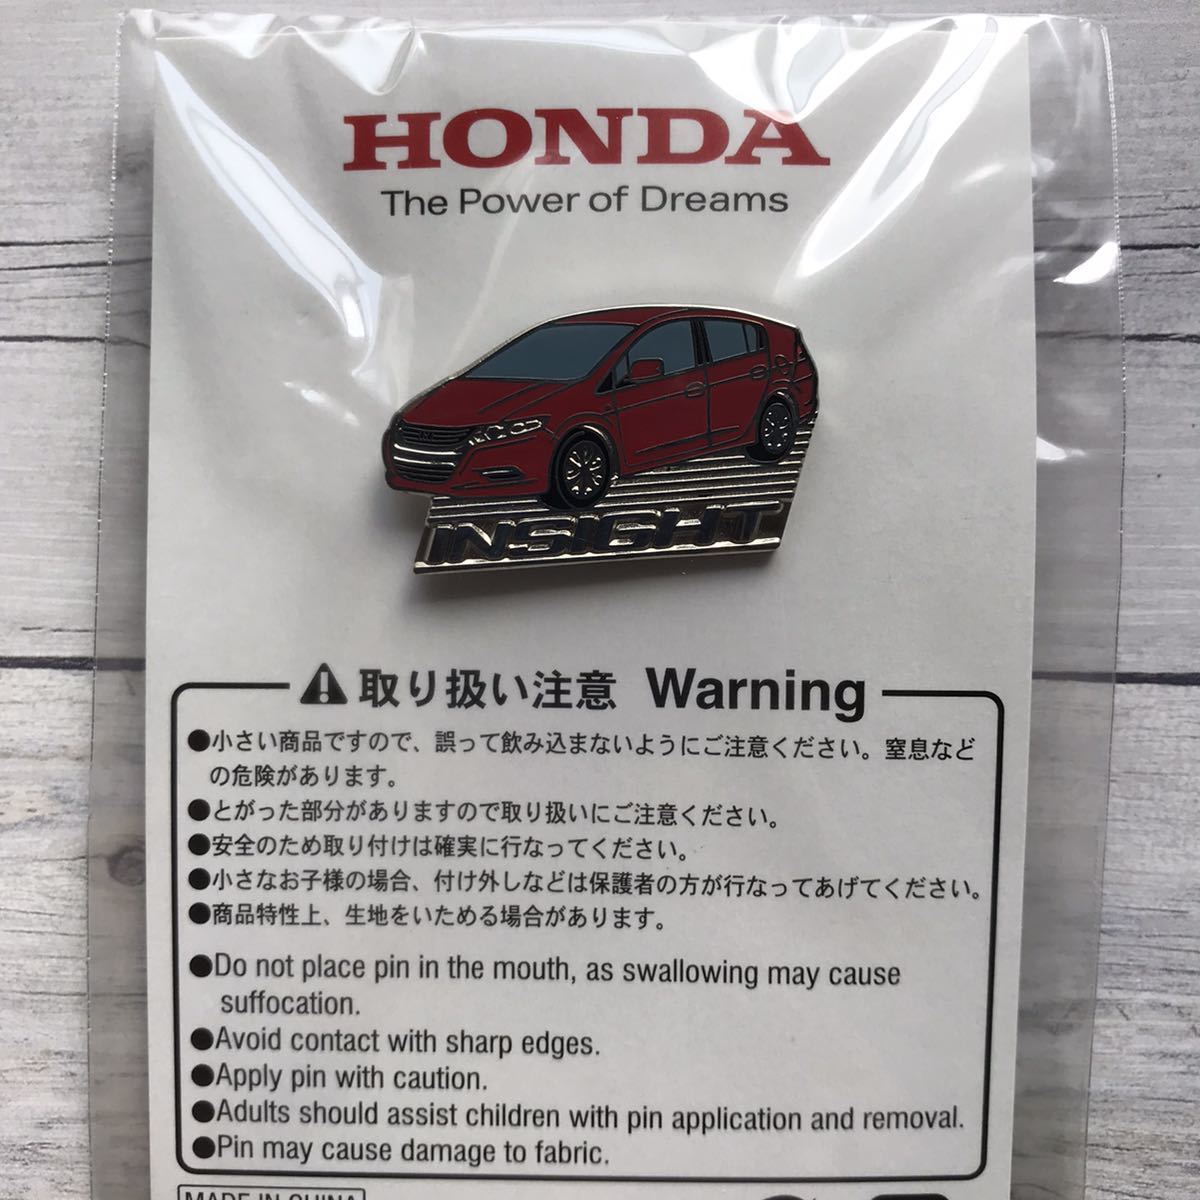 HONDA
The Power of Dreams
INSIGHT
取り扱い注意 Warning
●小さい商品ですので、誤って飲み込まないようにご注意ください。窒息など
の危険があります。
●とがった部分がありますので取り扱いにご注意ください。
●安全のため取り付けは確実に行なってください。
●小さなお子様の場合、付け外しなどは保護者の方が行なってあげてください。
●商品特性上、生地をいためる場合があります。
●Do not place pin in the mouth, as swallowing may cause
suffocation.
●Avoid contact with sharp edges.
●Apply pin with caution.
●Adults should assist children with pin application and removal.
●Pin may cause damage to fabric.
MADE IN CHINA